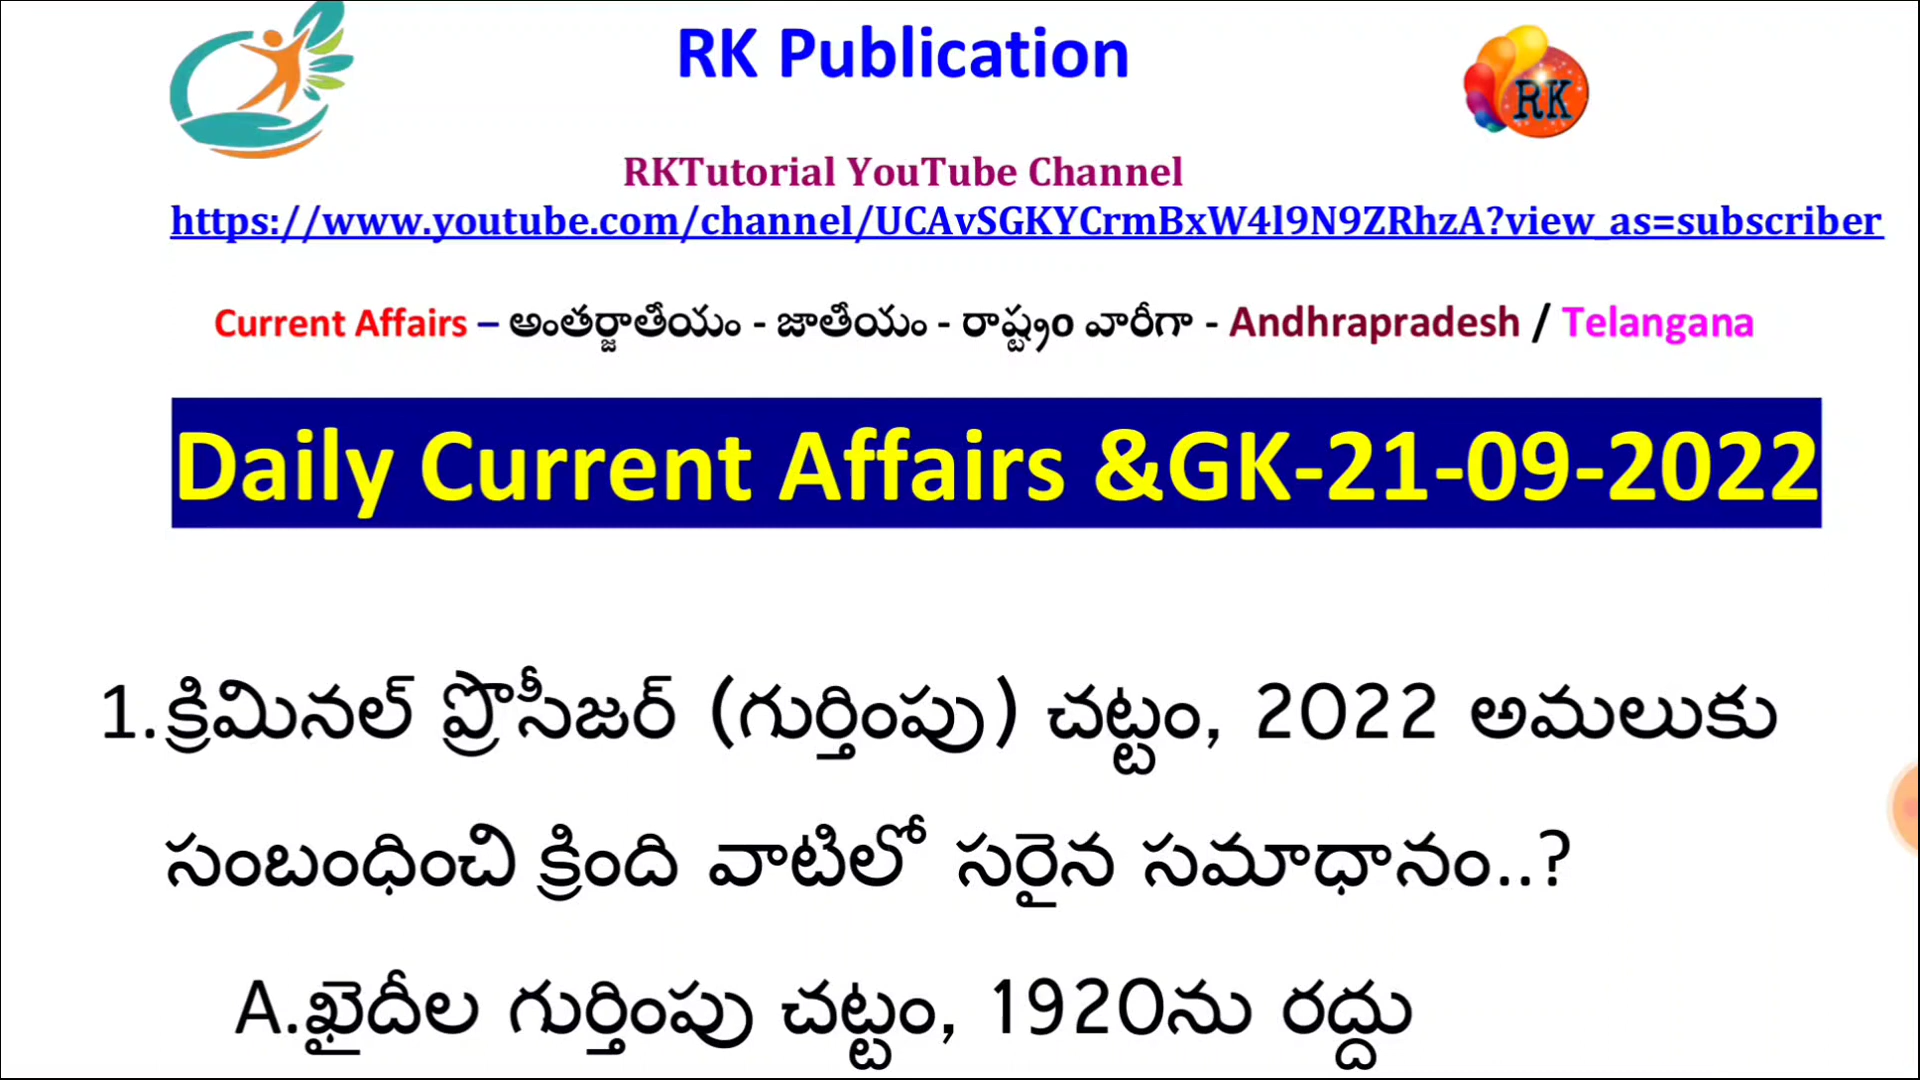 RK Publication
RK
RKTutorial YouTube Channel
https://www.youtube.com/channel/UCAvSGKYCrmBxW4l9N9ZRhzA?view_as=subscriber
Current Affairs – అంతర్జాతీయం - జాతీయం - రాష్ట్రం వారీగా - Andhrapradesh / Telangana
Daily Current Affairs &GK-21-09-2022
1. క్రిమినల్ ప్రొసీజర్ (గుర్తింపు) చట్టం, 2022 అమలుకు
సంబంధించి క్రింది వాటిలో సరైన సమాధానం..?
A. ఖైదీల గుర్తింపు చట్టం, 1920ను రద్దు